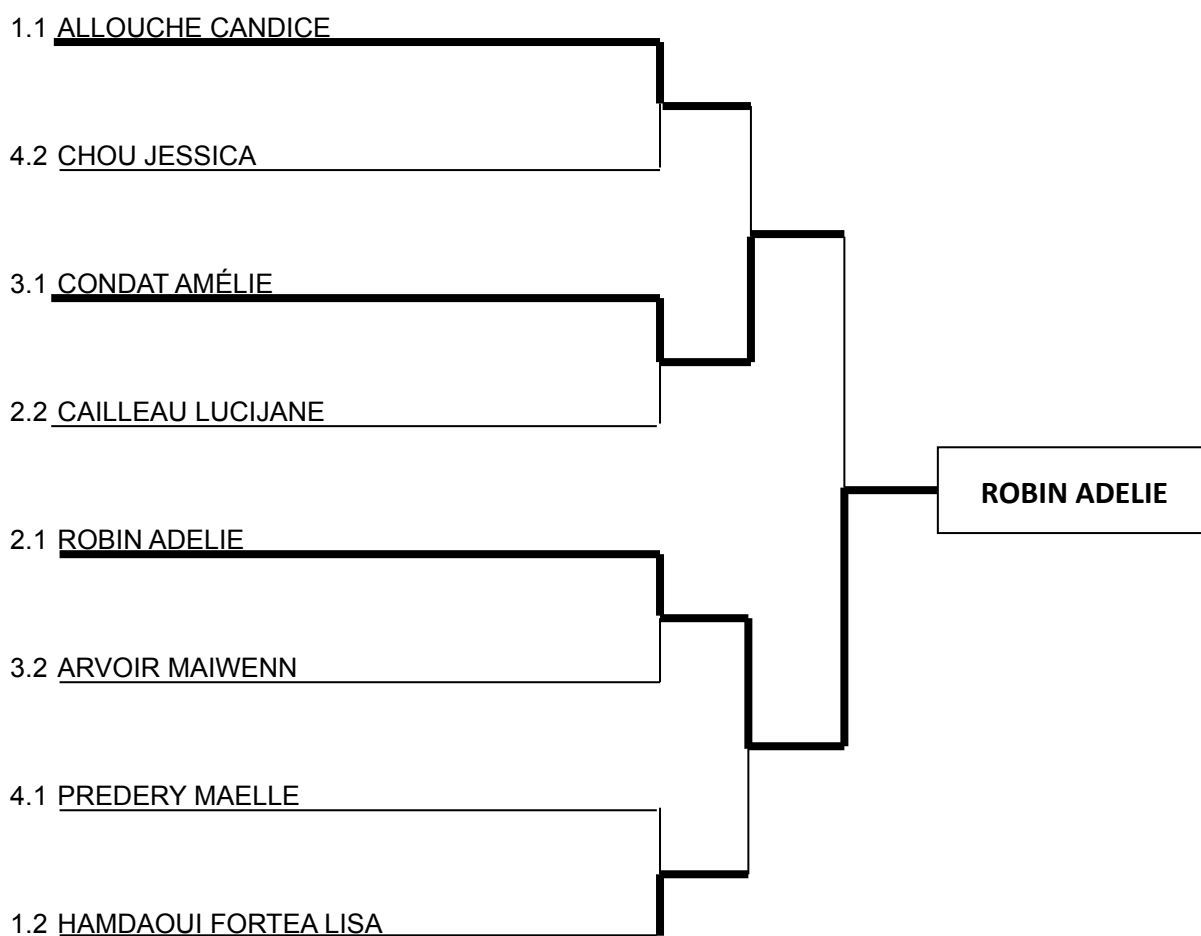 1.1 ALLOUCHE CANDICE
4.2 CHOU JESSICA
3.1 CONDAT AMÉLIE
2.2 CAILLEAU LUCIJANE
ROBIN ADELIE
2.1 ROBIN ADELIE
3.2 ARVOIR MAIWENN
4.1 PREDERY MAELLE
1.2 HAMDAOUI FORTEA LISA